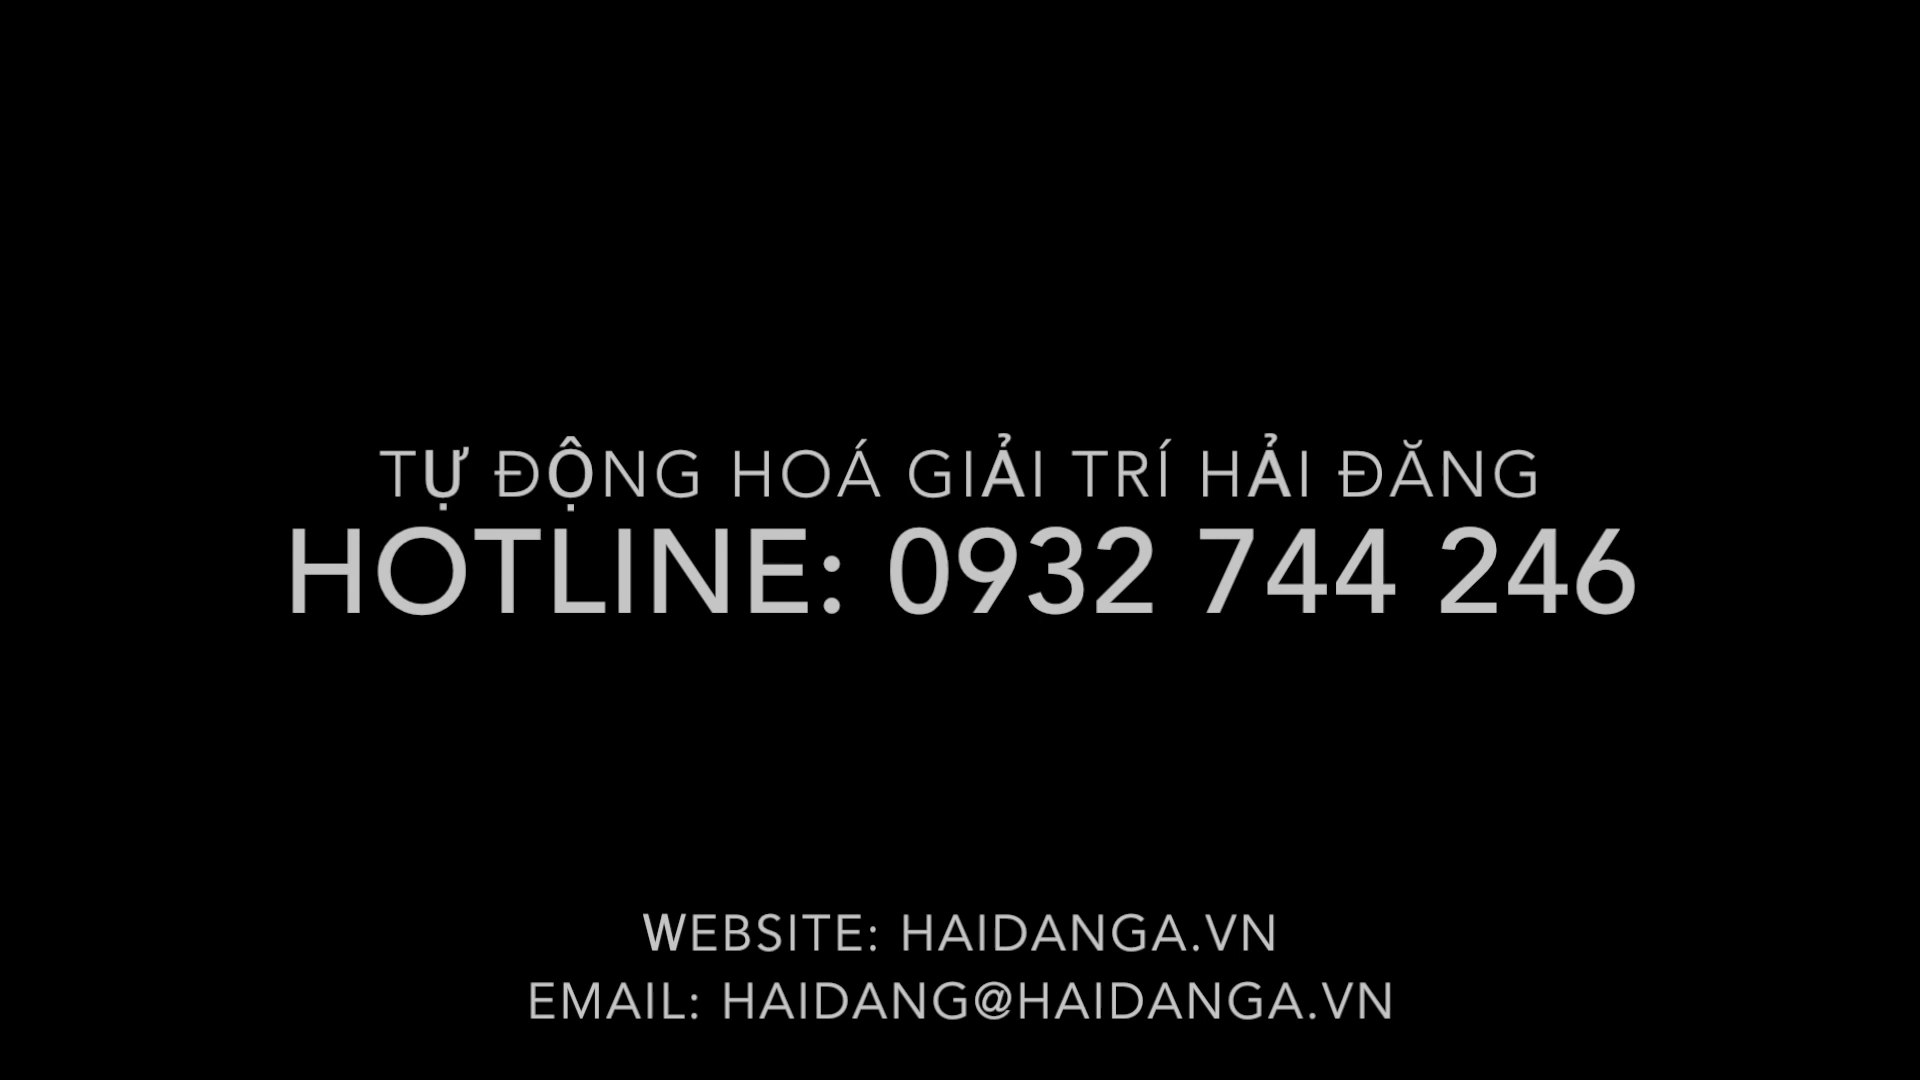 TỰ ĐỘNG HOÁ GIẢI TRÍ HẢI ĐĂNG
HOTLINE: 0932 744 246
WEBSITE: HAIDANGA.VN
EMAIL: HAIDANG@HAIDANGA.VN